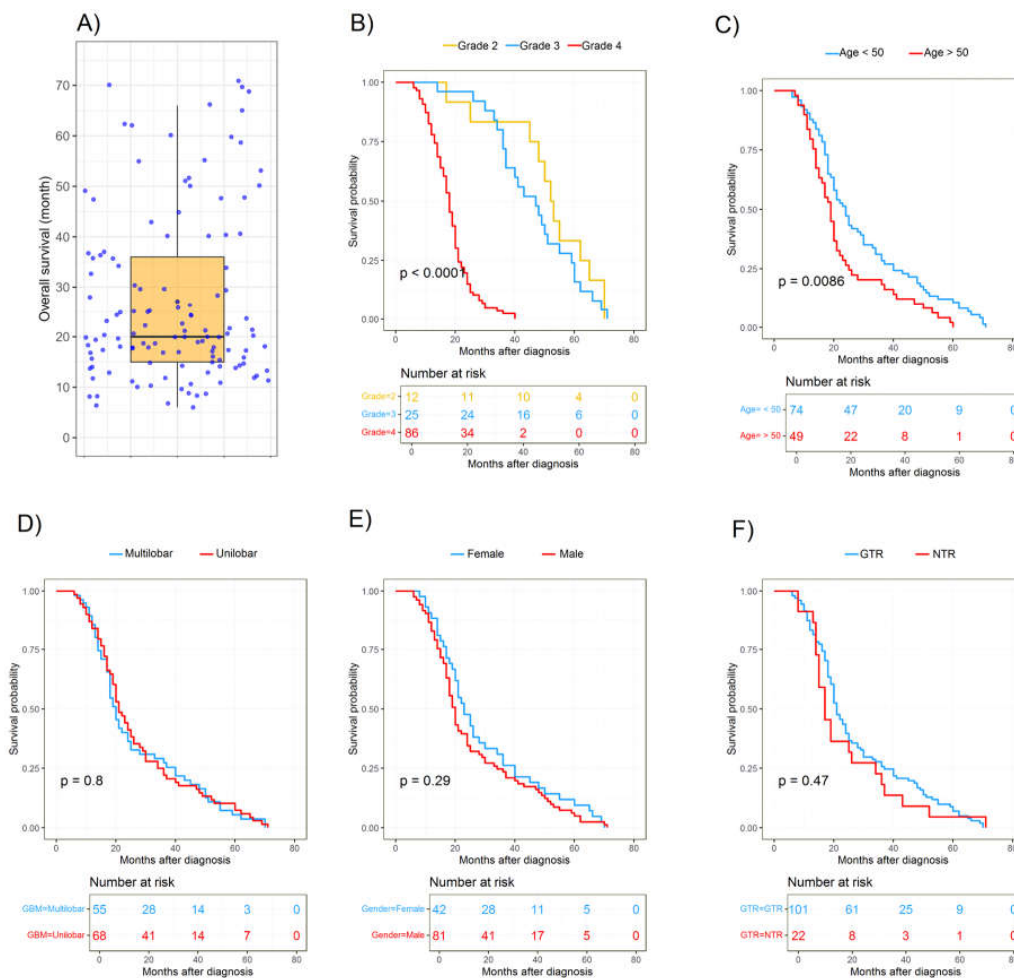 A)
Overall survival (month)
70
60
50
40
30
20
10
0
B)
Grade 2 Grade 3 Grade 4
Survival probability
1.00
0.75
0.50
0.25
0.00
p < 0.0001
0 20 40 60 80
Months after diagnosis
Number at risk
Grade=2 12 11 10 4 0
Grade=3 25 24 16 6 0
Grade=4 86 34 2 0 0
0 20 40 60 80
Months after diagnosis
C)
Age < 50 Age > 50
Survival probability
1.00
0.75
0.50
0.25
0.00
p = 0.0086
0 20 40 60 80
Months after diagnosis
Number at risk
Age= < 50 74 47 20 9 0
Age= > 50 49 22 8 1 0
0 20 40 60 80
Months after diagnosis
D)
Multilobar Unilobar
Survival probability
1.00
0.75
0.50
0.25
0.00
p = 0.8
0 20 40 60 80
Months after diagnosis
Number at risk
GBM=Multilobar 55 28 14 3 0
GBM=Unilobar 68 41 14 7 0
0 20 40 60 80
Months after diagnosis
E)
Female Male
Survival probability
1.00
0.75
0.50
0.25
0.00
p = 0.29
0 20 40 60 80
Months after diagnosis
Number at risk
Gender=Female 42 28 11 5 0
Gender=Male 81 41 17 5 0
0 20 40 60 80
Months after diagnosis
F)
GTR NTR
Survival probability
1.00
0.75
0.50
0.25
0.00
p = 0.47
0 20 40 60 80
Months after diagnosis
Number at risk
GTR=GTR 101 61 25 9 0
GTR=NTR 22 8 3 1 0
0 20 40 60 80
Months after diagnosis